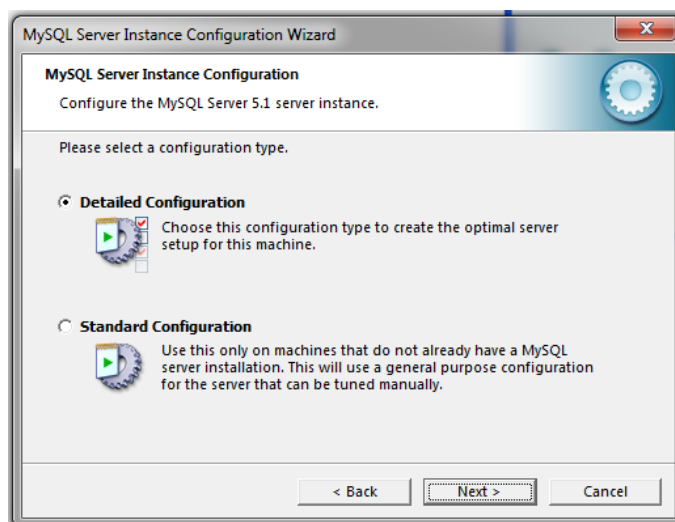 MySQL Server Instance Configuration Wizard
MySQL Server Instance Configuration
Configure the MySQL Server 5.1 server instance.
Please select a configuration type.
Detailed Configuration
Choose this configuration type to create the optimal server
setup for this machine.
Standard Configuration
Use this only on machines that do not already have a MySQL
server installation. This will use a general purpose configuration
for the server that can be tuned manually.
< Back
Next >
Cancel